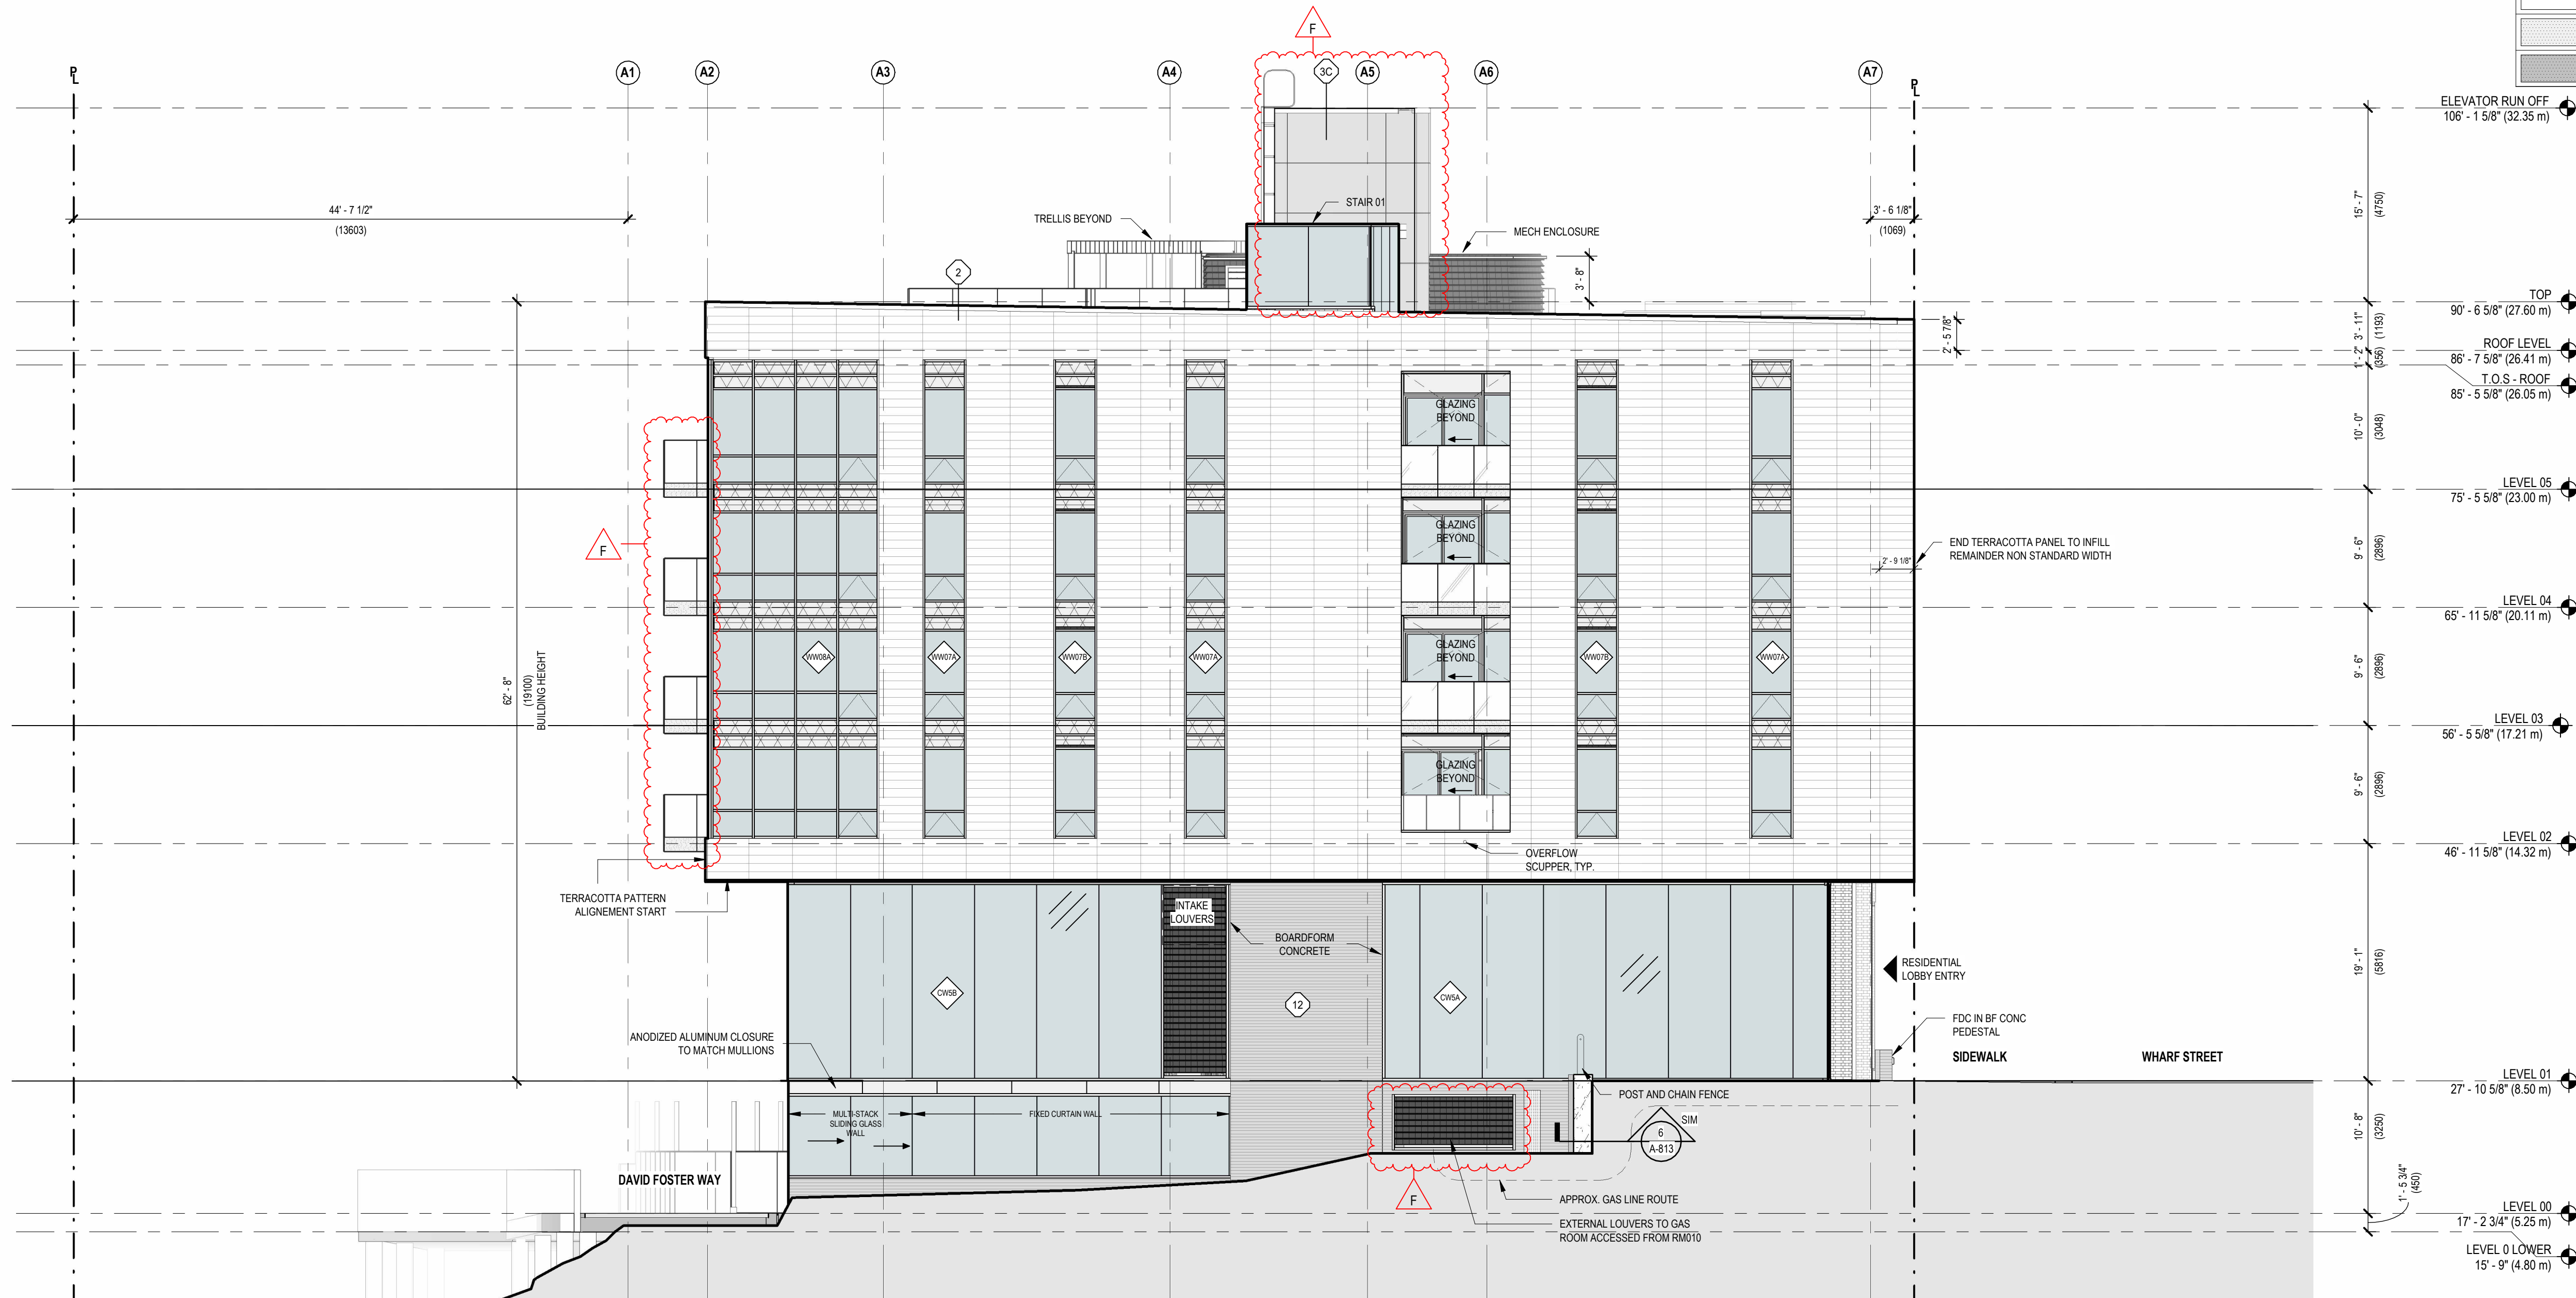 F
P
L
A1
A2
A3
A4
3C
A5
A6
A7
P
L
ELEVATOR RUN OFF
106' - 1 5/8" (32.35 m)
44' - 7 1/2"
(13603)
TRELLIS BEYOND
STAIR 01
MECH ENCLOSURE
3' - 6 1/8"
(1069)
15' - 7"
(4750)
2
3' - 8"
TOP
90' - 6 5/8" (27.60 m)
2' - 5 7/8"
3' - 11"
(1193)
ROOF LEVEL
86' - 7 5/8" (26.41 m)
1' - 2"
(356)
T.O.S - ROOF
85' - 5 5/8" (26.05 m)
GLAZING
BEYOND
10' - 0"
(3048)
LEVEL 05
75' - 5 5/8" (23.00 m)
F
GLAZING
BEYOND
END TERRACOTTA PANEL TO INFILL
REMAINDER NON STANDARD WIDTH
2' - 9 1/8"
9' - 6"
(2896)
LEVEL 04
65' - 11 5/8" (20.11 m)
WW08A
WW07A
WW07B
WW07A
GLAZING
BEYOND
WW07B
WW07A
9' - 6"
(2896)
62' - 8"
(19100)
BUILDING HEIGHT
LEVEL 03
56' - 5 5/8" (17.21 m)
GLAZING
BEYOND
9' - 6"
(2896)
LEVEL 02
46' - 11 5/8" (14.32 m)
OVERFLOW
SCUPPER, TYP.
TERRACOTTA PATTERN
ALIGNEMENT START
INTAKE
LOUVERS
BOARDFORM
CONCRETE
19' - 1"
(5816)
RESIDENTIAL
LOBBY ENTRY
CW5B
12
CW5A
FDC IN BF CONC
PEDESTAL
ANODIZED ALUMINUM CLOSURE
TO MATCH MULLIONS
SIDEWALK
WHARF STREET
LEVEL 01
27' - 10 5/8" (8.50 m)
POST AND CHAIN FENCE
MULTI-STACK
SLIDING GLASS
WALL
FIXED CURTAIN WALL
SIM
6
A-813
10' - 8"
(3250)
DAVID FOSTER WAY
F
APPROX. GAS LINE ROUTE
1' - 5 3/4"
(450)
LEVEL 00
17' - 2 3/4" (5.25 m)
EXTERNAL LOUVERS TO GAS
ROOM ACCESSED FROM RM010
LEVEL 0 LOWER
15' - 9" (4.80 m)